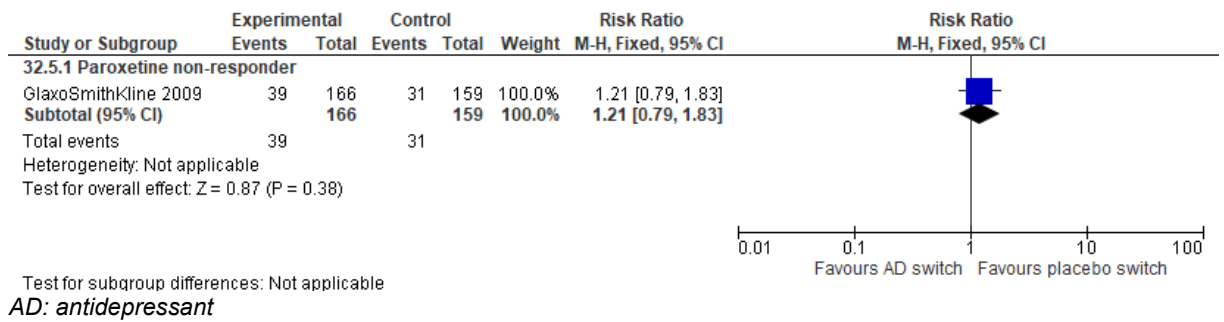 Experimental Control Risk Ratio Risk Ratio
Study or Subgroup Events Total Events Total Weight M-H, Fixed, 95% CI M-H, Fixed, 95% CI
32.5.1 Paroxetine non-responder
GlaxoSmithKline 2009 39 166 31 159 100.0% 1.21 [0.79, 1.83]
Subtotal (95% CI) 166 159 100.0% 1.21 [0.79, 1.83]
Total events 39 31
Heterogeneity: Not applicable
Test for overall effect: Z = 0.87 (P = 0.38)
0.01 0.1 1 10 100
Favours AD switch Favours placebo switch
Test for subgroup differences: Not applicable
AD: antidepressant